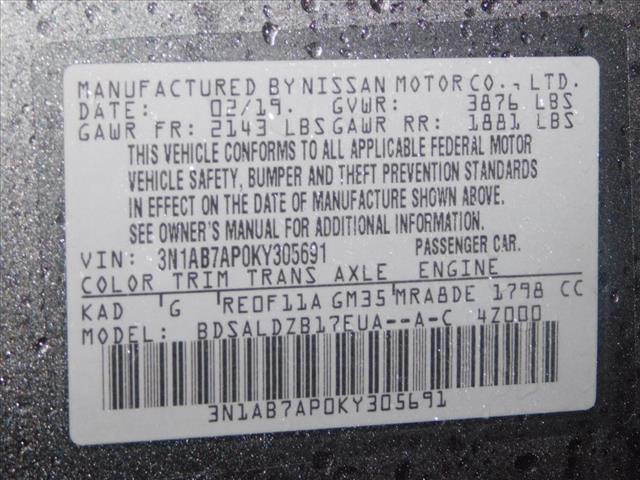 MANUFACTURED BY NISSAN MOTOR CO., LTD.
DATE: 02/19. GVWR: 3876 LBS
GAWR FR: 2143 LBS GAWR RR: 1881 LBS
THIS VEHICLE CONFORMS TO ALL APPLICABLE FEDERAL MOTOR
VEHICLE SAFETY, BUMPER AND THEFT PREVENTION STANDARDS
IN EFFECT ON THE DATE OF MANUFACTURE SHOWN ABOVE.
SEE OWNER'S MANUAL FOR ADDITIONAL INFORMATION.
VIN: 3N1AB7AP0KY305691 PASSENGER CAR.
COLOR TRIM TRANS AXLE ENGINE
KAD G RE0F11A GM35 MRA8DE 1798 CC
MODEL: BDSALDZB17EUA--A-C 4Z000
3N1AB7AP0KY305691